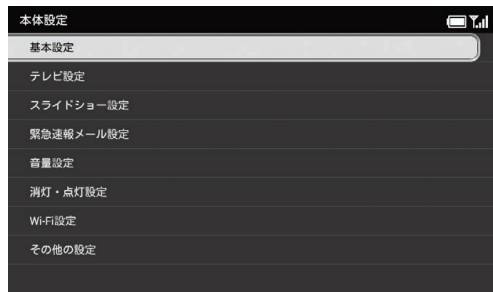 本体設定
基本設定
テレビ設定
スライドショー設定
緊急速報メール設定
音量設定
消灯・点灯設定
Wi-Fi設定
その他の設定